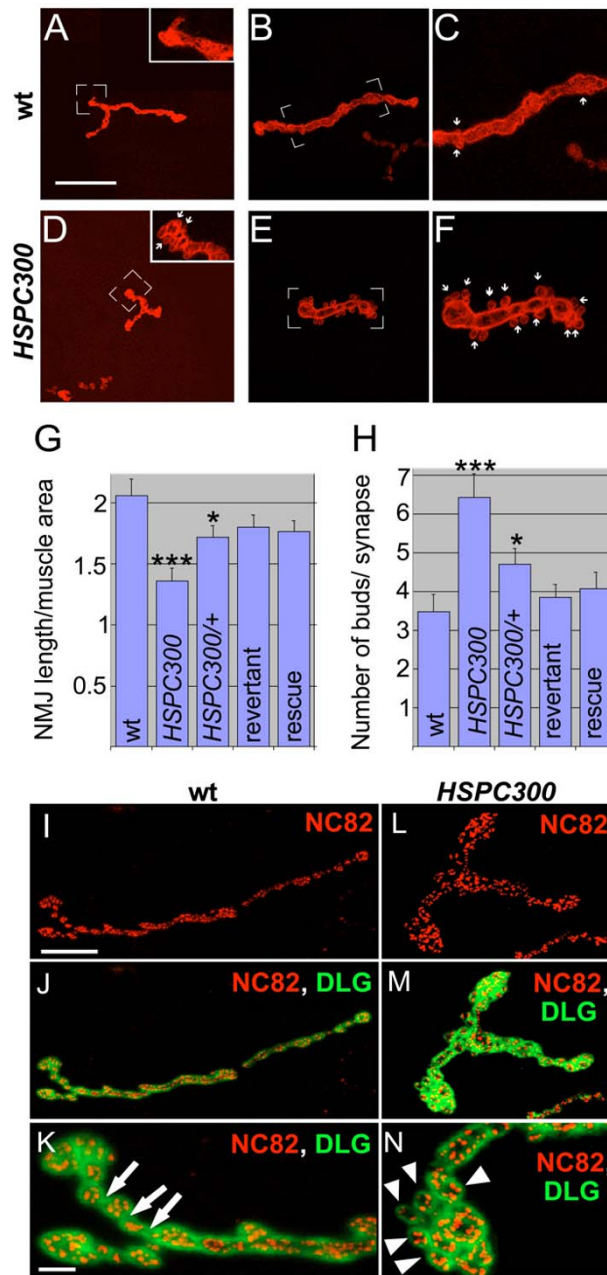 wt
A
B
C
HSPC300
D
E
F
G
NMJ length/muscle area
2
1.5
1
0.5
***
*
wt
HSPC300
HSPC300/+
revertant
rescue
H
Number of buds/ synapse
7
6
5
4
3
2
1
***
*
wt
HSPC300
HSPC300/+
revertant
rescue
wt
HSPC300
I
NC82
L
NC82
J
NC82, DLG
M
NC82,
DLG
K
NC82, DLG
N
NC82,
DLG